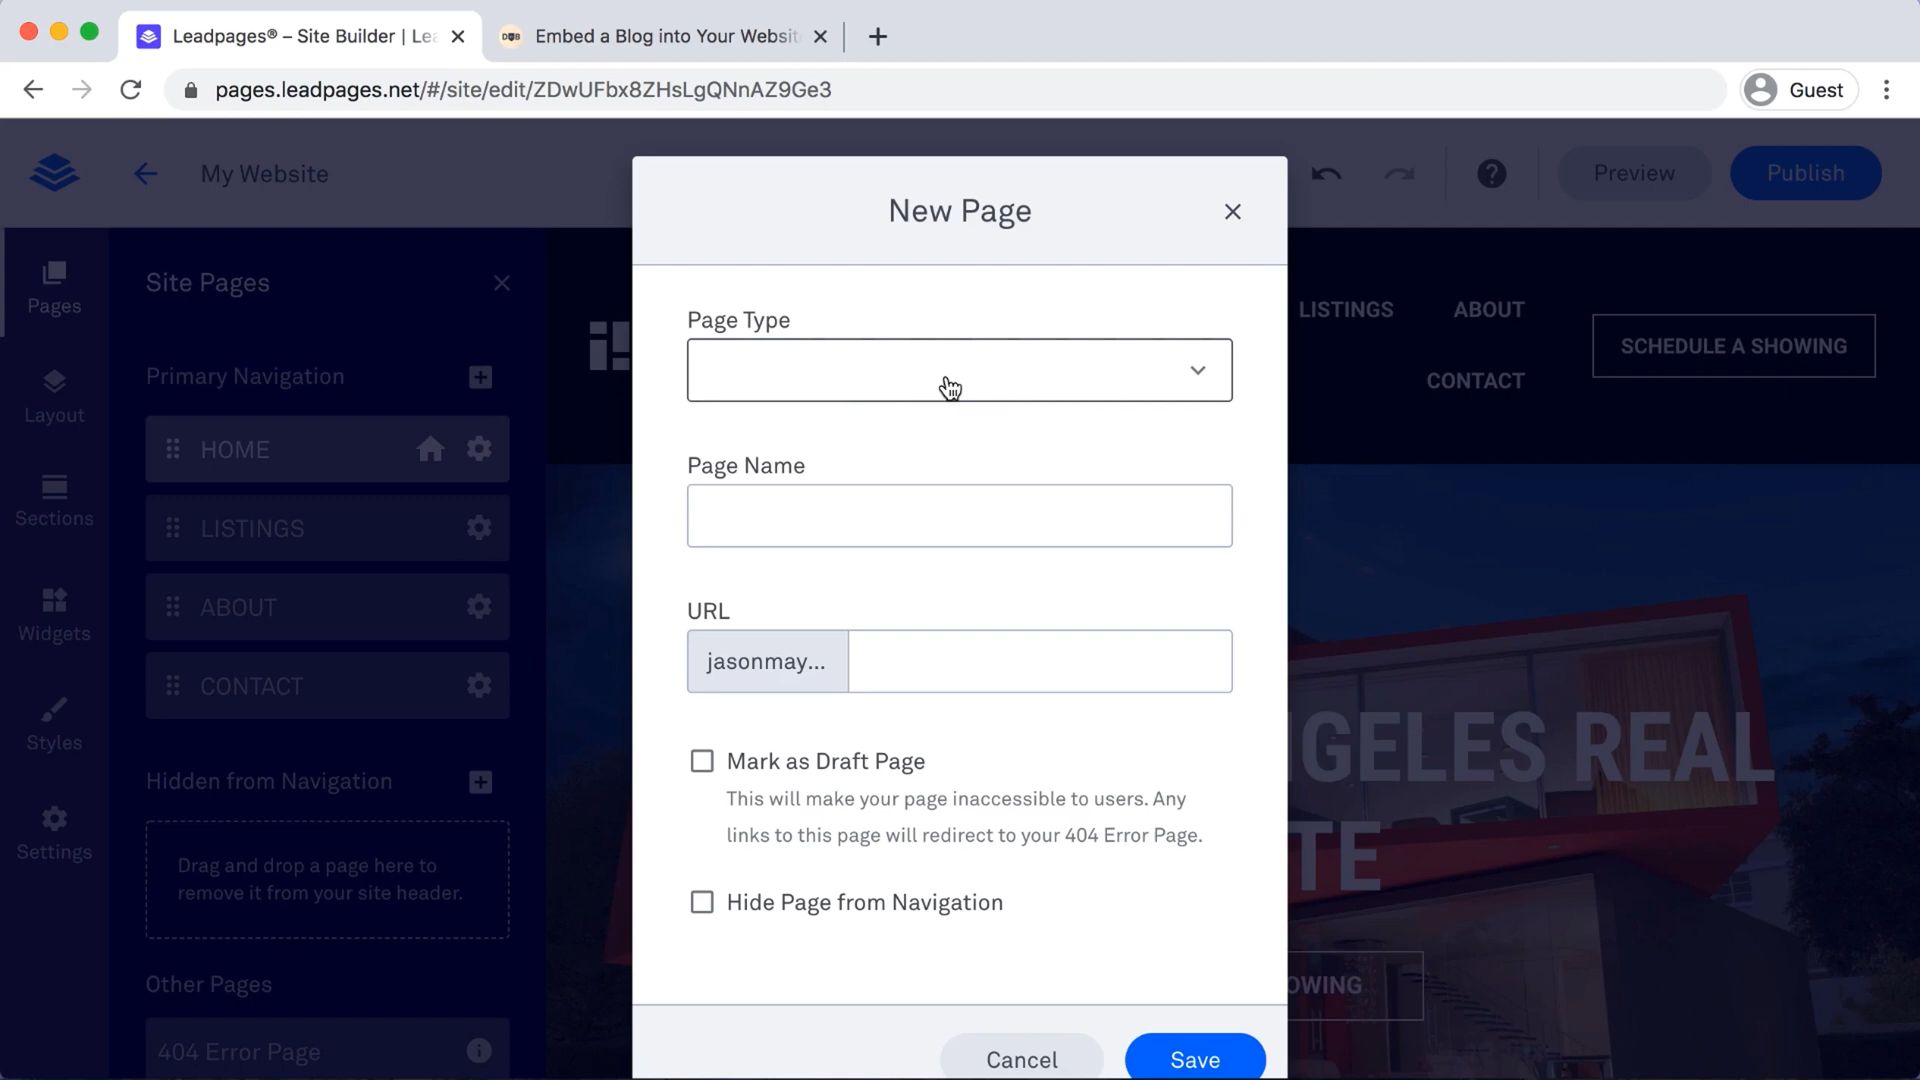 Leadpages® – Site Builder | Lea
DOB
Embed a Blog into Your Websit
pages.leadpages.net/#/site/edit/ZDwUFbx8ZHsLgQNnAZ9Ge3
Guest
My Website
Preview
Publish
New Page
Pages
Site Pages
LISTINGS
ABOUT
SCHEDULE A SHOWING
CONTACT
Page Type
Primary Navigation
Layout
HOME
Page Name
Sections
LISTINGS
Widgets
ABOUT
URL
jasonmay...
CONTACT
Styles
NGELES REAL
Hidden from Navigation
Mark as Draft Page
This will make your page inaccessible to users. Any
links to this page will redirect to your 404 Error Page.
Settings
Drag and drop a page here to
remove it from your site header.
TE
Hide Page from Navigation
Other Pages
OWING
404 Error Page
Cancel
Save